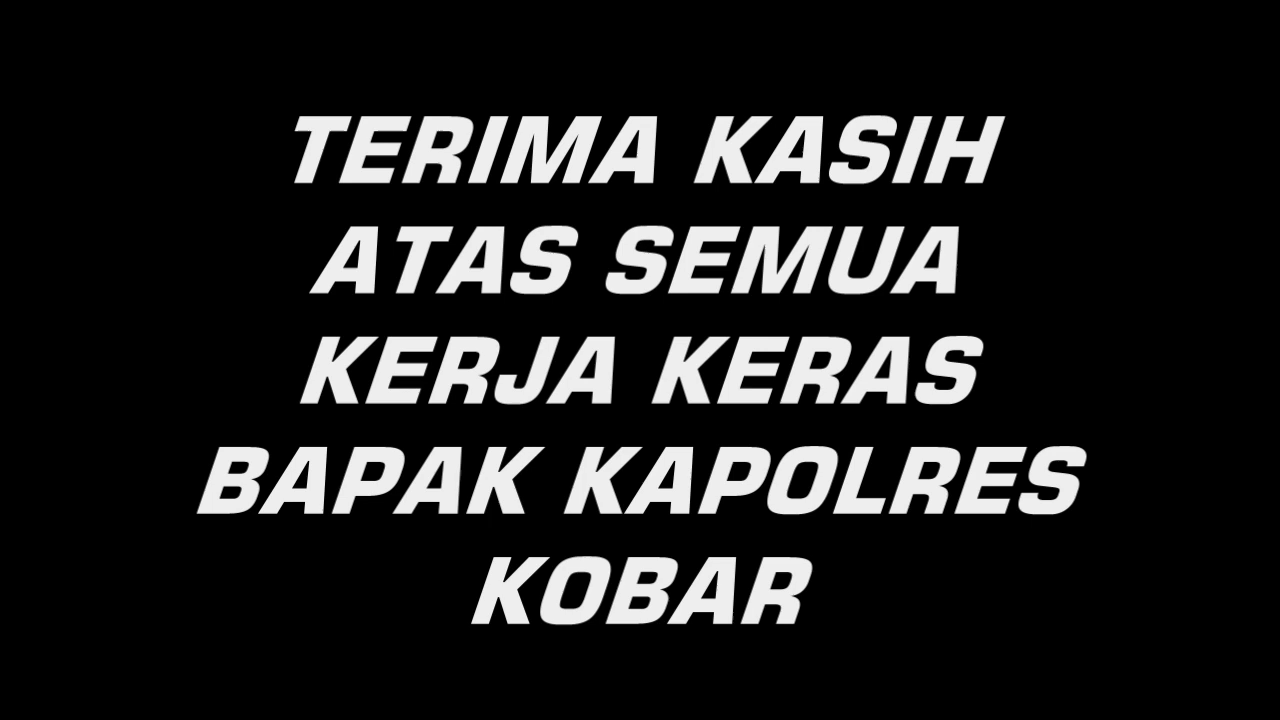 TERIMA KASIH
ATAS SEMUA
KERJA KERAS
BAPAK KAPOLRES
KOBAR